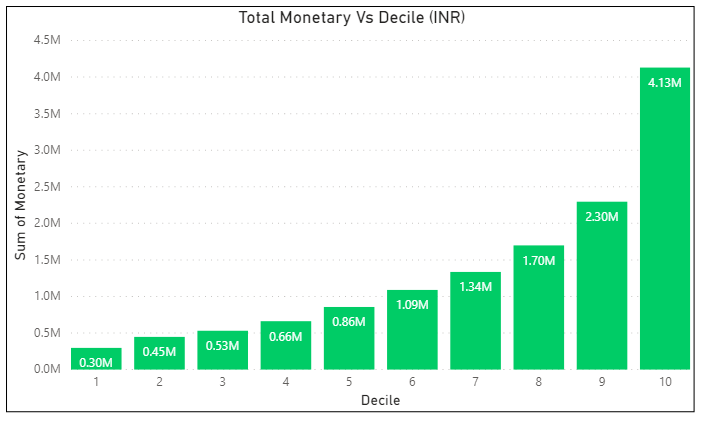 Total Monetary Vs Decile (INR)
4.5M
4.0M
3.5M
3.0M
2.5M
2.0M
1.5M
1.0M
0.5M
0.0M
Sum of Monetary
0.30M
0.45M
0.53M
0.66M
0.86M
1.09M
1.34M
1.70M
2.30M
4.13M
1 2 3 4 5 6 7 8 9 10
Decile